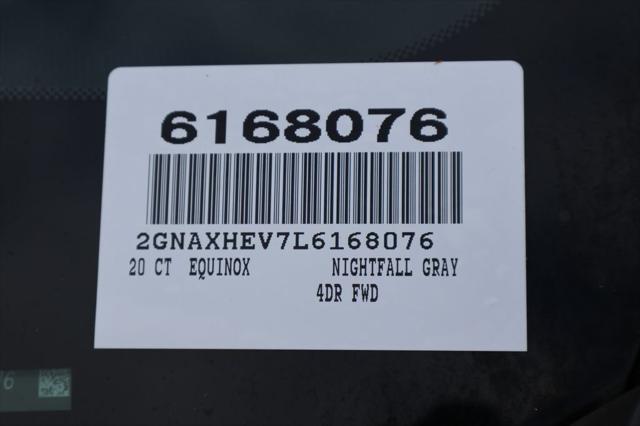 6168076
2GNAXHEV7L6168076
20 CT EQUINOX NIGHTFALL GRAY
4DR FWD